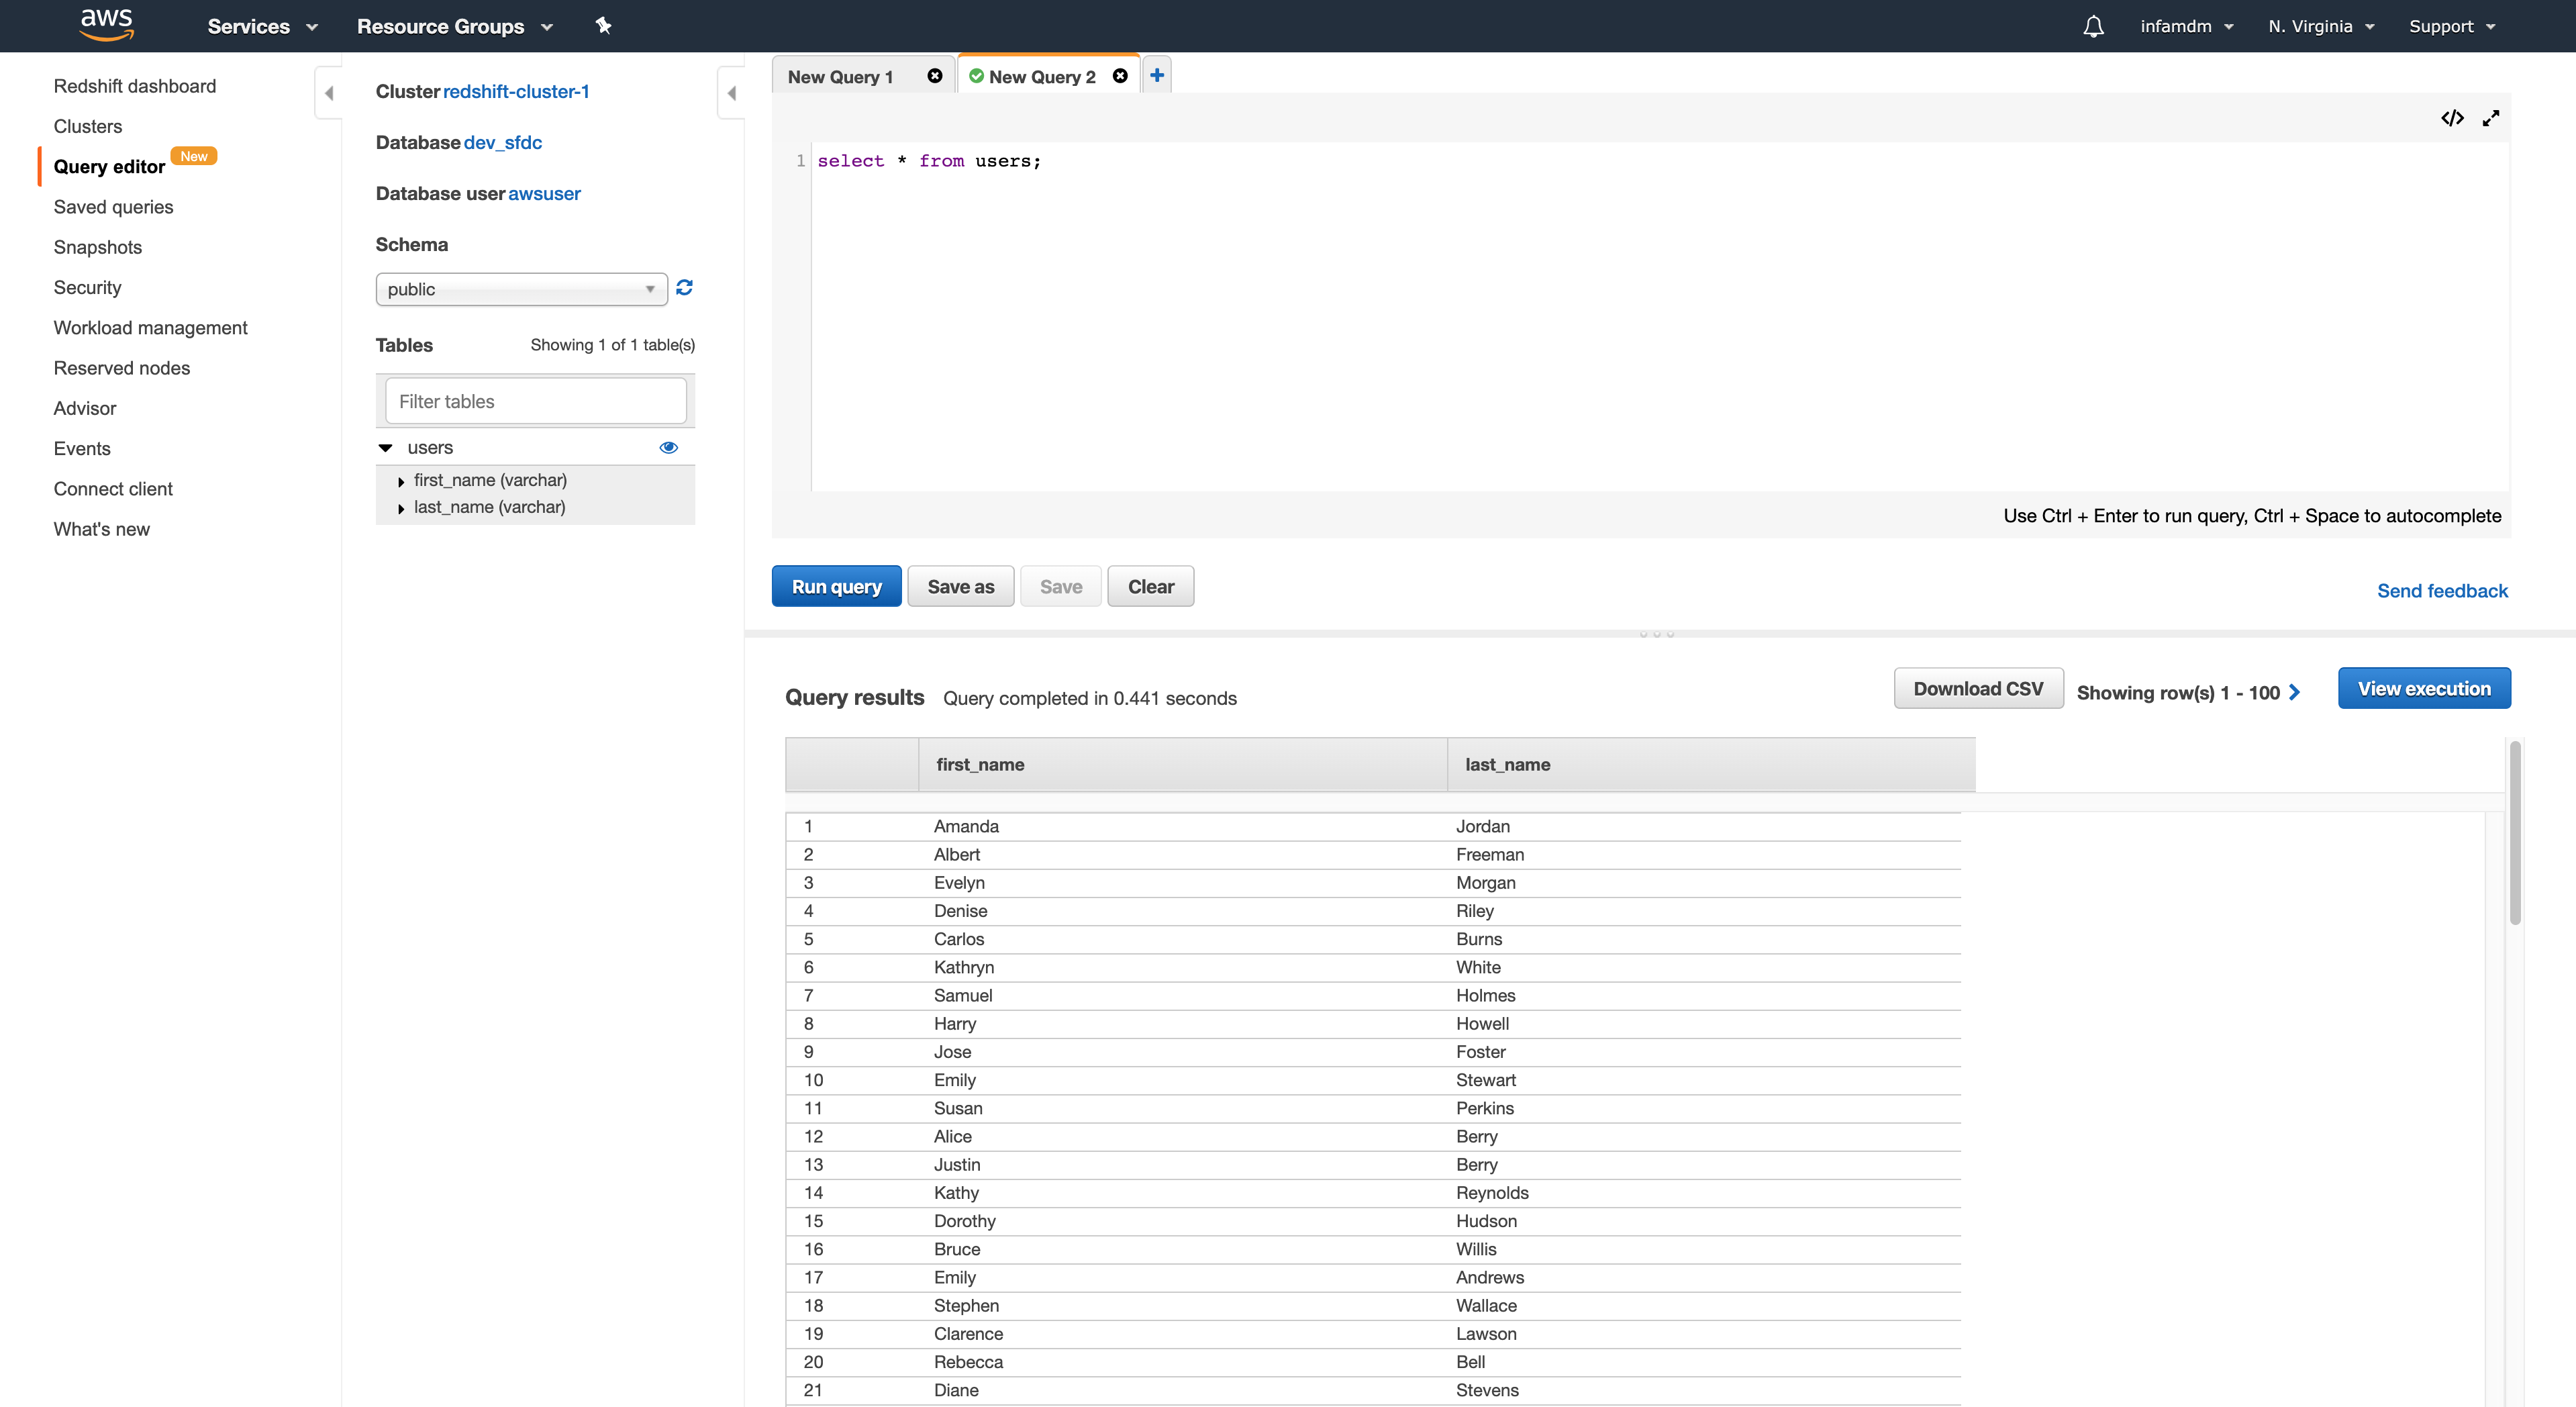 aws Services Resource Groups infamdm N. Virginia Support
Redshift dashboard
Clusters
Query editor New
Saved queries
Snapshots
Security
Workload management
Reserved nodes
Advisor
Events
Connect client
What's new
Cluster redshift-cluster-1
Database dev_sfdc
Database user awsuser
Schema
public
Tables Showing 1 of 1 table(s)
Filter tables
users
first_name (varchar)
last_name (varchar)
New Query 1 New Query 2
</>
1 select * from users;
Use Ctrl + Enter to run query, Ctrl + Space to autocomplete
Run query Save as Save Clear
Send feedback
Query results Query completed in 0.441 seconds
Download CSV Showing row(s) 1 - 100 View execution
first_name last_name
1 Amanda Jordan
2 Albert Freeman
3 Evelyn Morgan
4 Denise Riley
5 Carlos Burns
6 Kathryn White
7 Samuel Holmes
8 Harry Howell
9 Jose Foster
10 Emily Stewart
11 Susan Perkins
12 Alice Berry
13 Justin Berry
14 Kathy Reynolds
15 Dorothy Hudson
16 Bruce Willis
17 Emily Andrews
18 Stephen Wallace
19 Clarence Lawson
20 Rebecca Bell
21 Diane Stevens